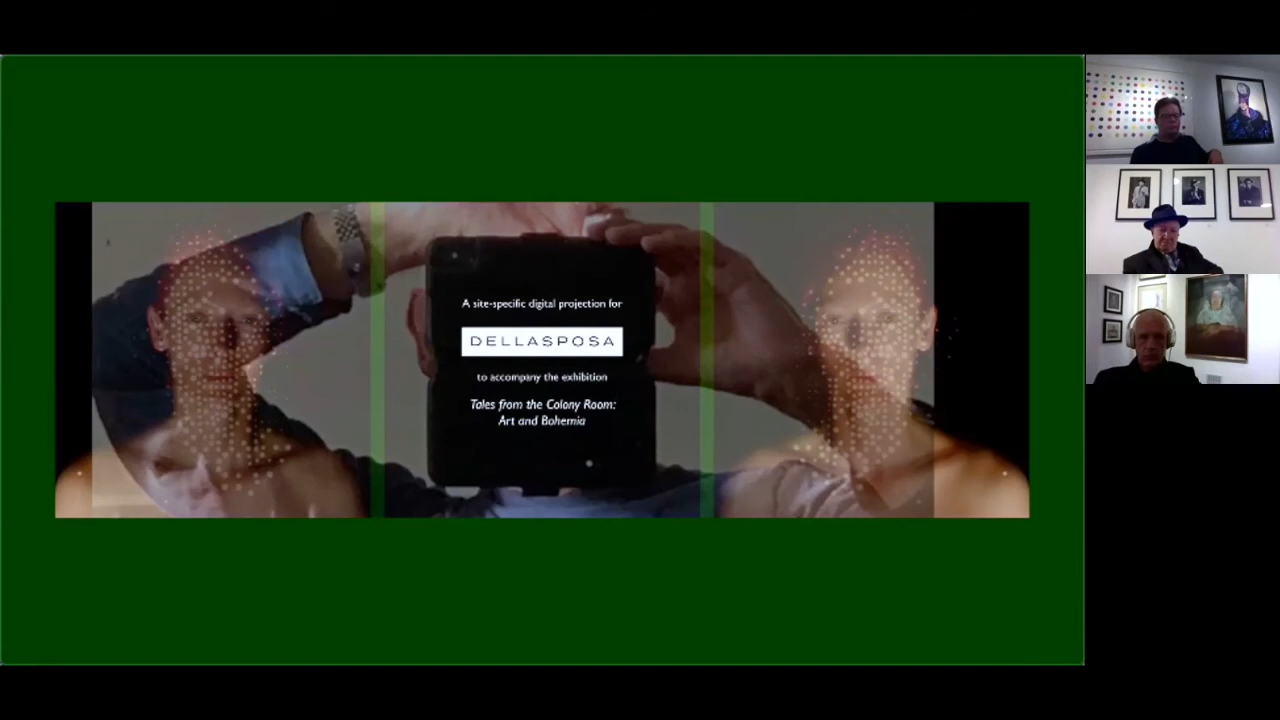 A site-specific digital projection for
DELLASPOSA
to accompany the exhibition
Tales from the Colony Room:
Art and Bohemia